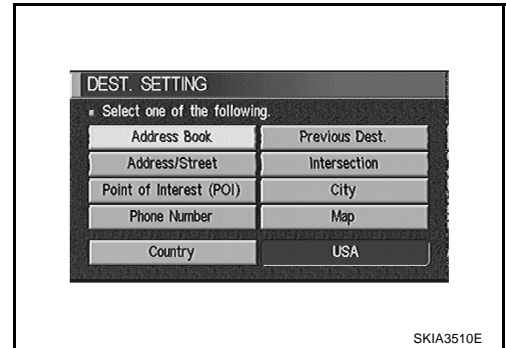 DEST. SETTING
Select one of the following.
Address Book Previous Dest.
Address/Street Intersection
Point of Interest (POI) City
Phone Number Map
Country USA
SKIA3510E